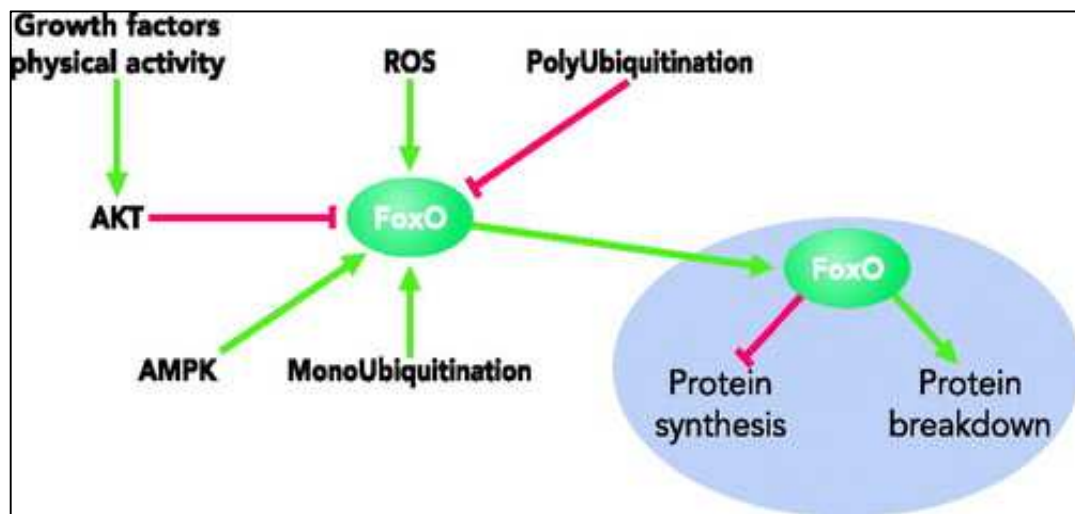 Growth factors
physical activity
ROS
PolyUbiquitination
AKT
FoxO
FoxO
AMPK
MonoUbiquitination
Protein
synthesis
Protein
breakdown